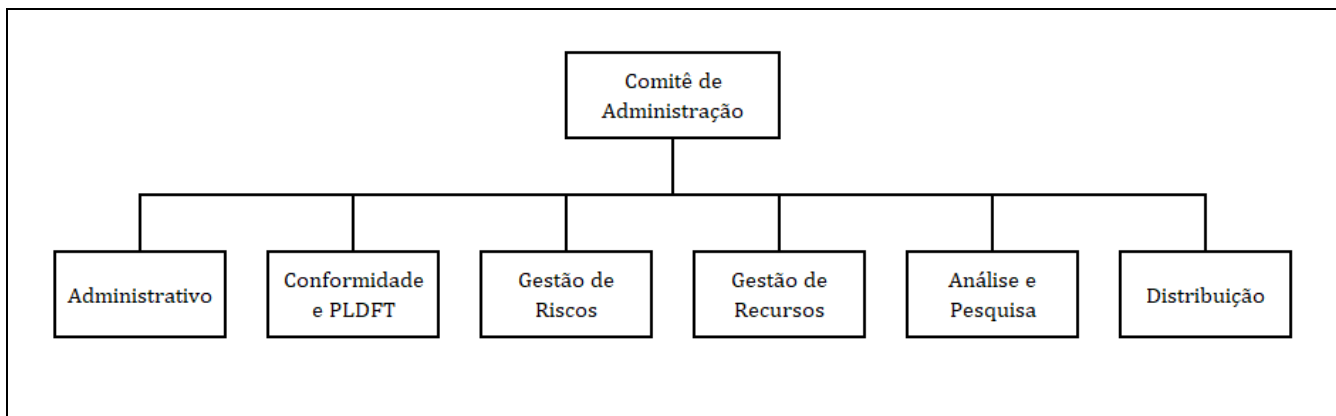 Comitê de
Administração
Administrativo
Conformidade
e PLDFT
Gestão de
Riscos
Gestão de
Recursos
Análise e
Pesquisa
Distribuição